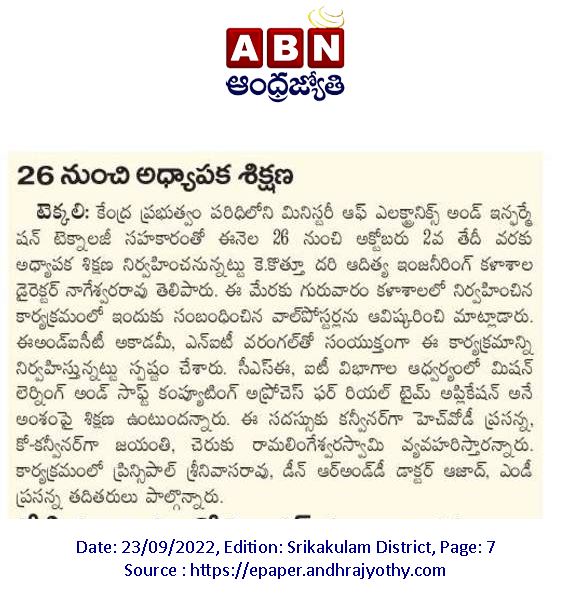 ABN
ఆంధ్రజ్యోతి
26 నుంచి అధ్యాపక శిక్షణ
టెక్కలి: కేంద్ర ప్రభుత్వం పరిధిలోని మినిస్టరీ ఆఫ్ ఎలక్ట్రానిక్స్ అండ్ ఇన్ఫర్మే
షన్ టెక్నాలజీ సహకారంతో ఈనెల 26 నుంచి అక్టోబరు 2వ తేదీ వరకు
అధ్యాపక శిక్షణ నిర్వహించనున్నట్టు కె.కొత్తూ దరి ఆదిత్య ఇంజనీరింగ్ కళాశాల
డైరెక్టర్ నాగేశ్వరరావు తెలిపారు. ఈ మేరకు గురువారం కళాశాలలో నిర్వహించిన
కార్యక్రమంలో ఇందుకు సంబంధించిన వాల్‌పోస్టర్లను ఆవిష్కరించి మాట్లాడారు.
ఈఅండ్ఐసీటీ అకాడమీ, ఎన్ఐటీ వరంగల్‌తో సంయుక్తంగా ఈ కార్యక్రమాన్ని
నిర్వహిస్తున్నట్టు స్పష్టం చేశారు. సీఎస్ఈ, ఐటీ విభాగాల ఆధ్వర్యంలో మిషన్
లెర్నింగ్ అండ్ సాఫ్ట్ కంప్యూటింగ్ అప్రోచెస్ ఫర్ రియల్ టైమ్ అప్లికేషన్ అనే
అంశంపై శిక్షణ ఉంటుందన్నారు. ఈ సదస్సుకు కన్వీనర్‌గా హెచ్‌వోడీ ప్రసన్న,
కో-కన్వీనర్‌గా జయంతి, చెరుకు రామలింగేశ్వరస్వామి వ్యవహరిస్తారన్నారు.
కార్యక్రమంలో ప్రిన్సిపాల్ శ్రీనివాసరావు, డీన్ ఆర్అండ్‌డీ డాక్టర్ ఆజాద్, ఎండీ
ప్రసన్న తదితరులు పాల్గొన్నారు.
Date: 23/09/2022, Edition: Srikakulam District, Page: 7
Source : https://epaper.andhrajyothy.com